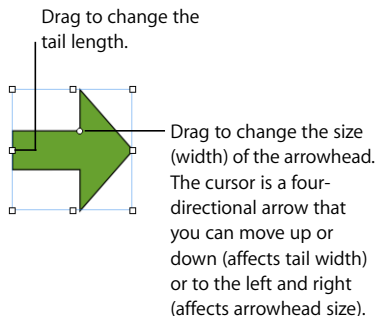 Drag to change the
tail length.
Drag to change the size
(width) of the arrowhead.
The cursor is a four-
directional arrow that
you can move up or
down (affects tail width)
or to the left and right
(affects arrowhead size).